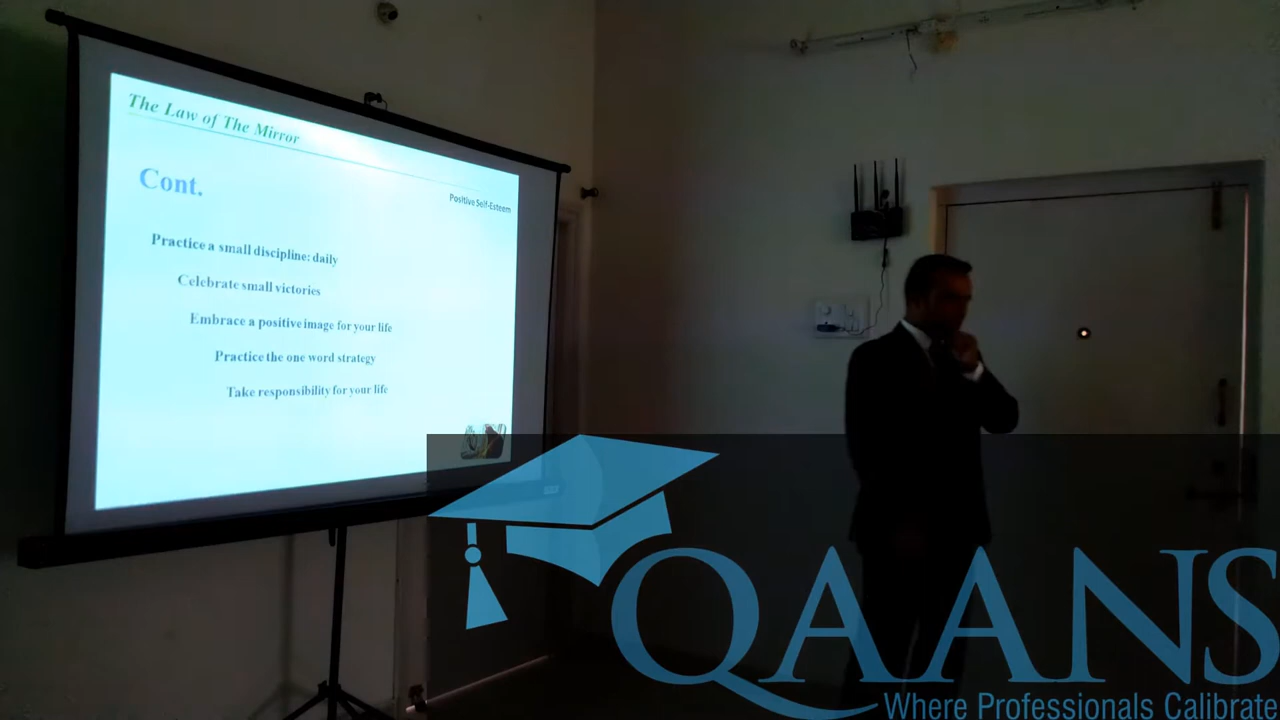 The Law of The Mirror
Cont.
Positive Self-Esteem
Practice a small discipline: daily
Celebrate small victories
Embrace a positive image for your life
Practice the one word strategy
Take responsibility for your life
QAANS
Where Professionals Calibrate